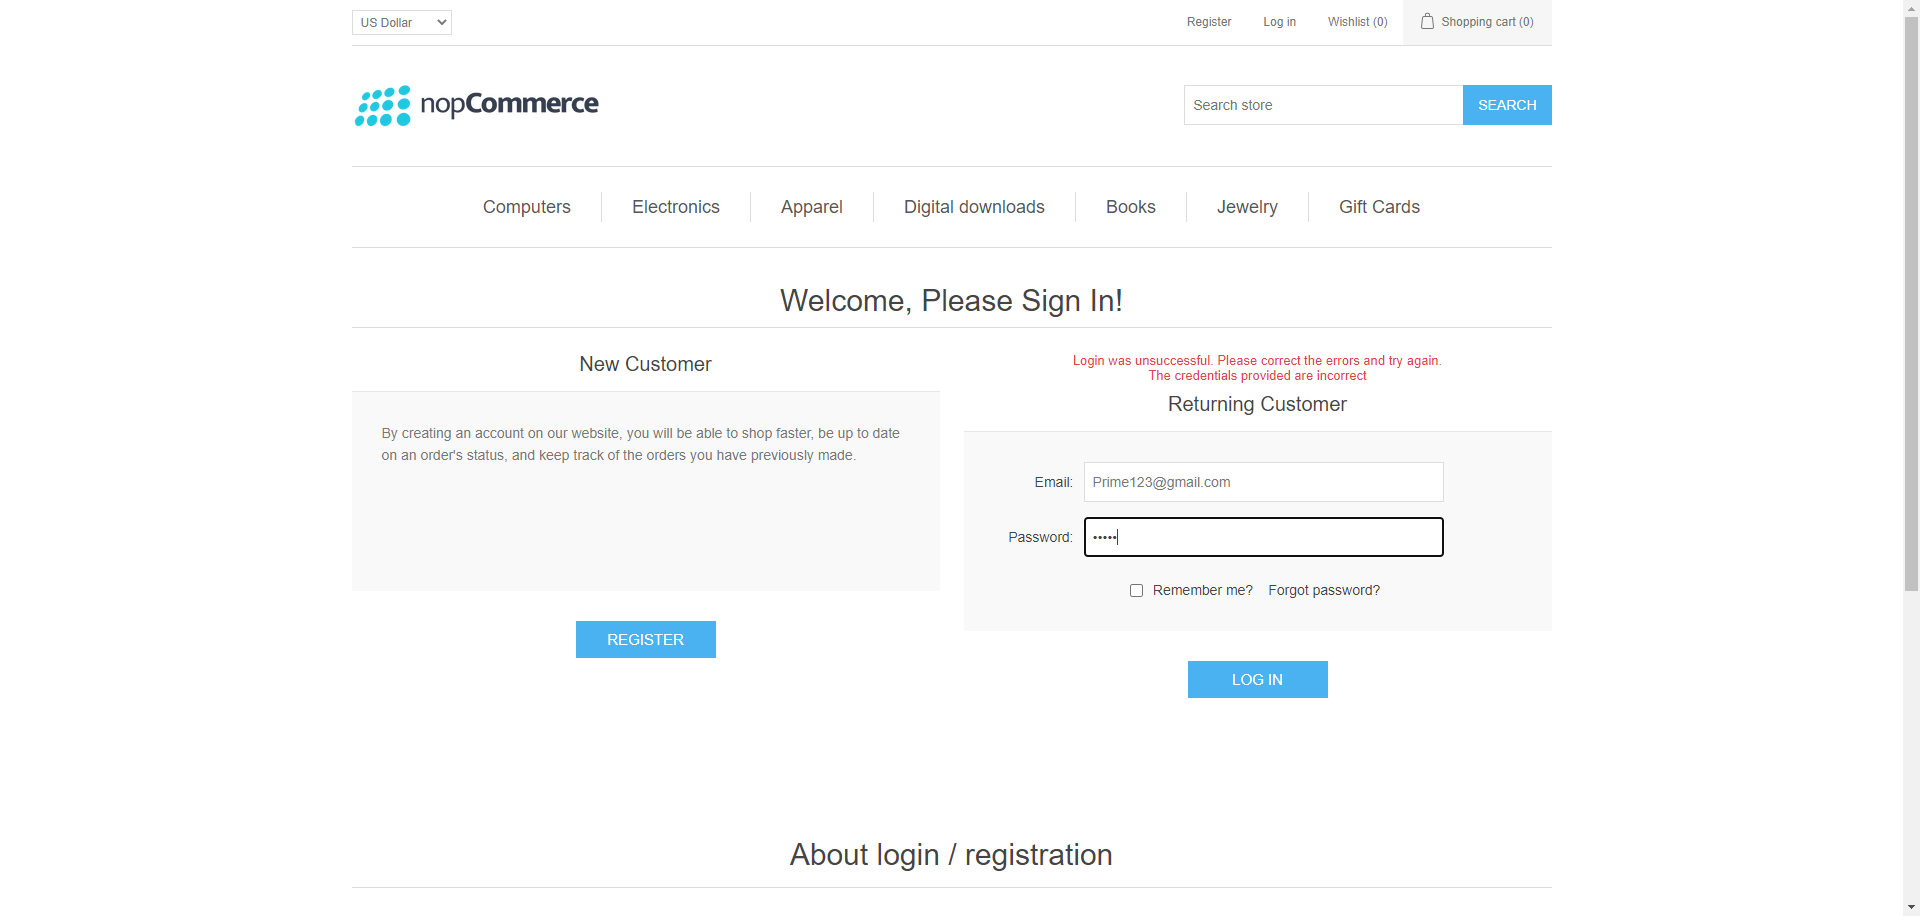 US Dollar
Register
Log in
Wishlist (0)
Shopping cart (0)
nopCommerce
Search store
SEARCH
Computers
Electronics
Apparel
Digital downloads
Books
Jewelry
Gift Cards
Welcome, Please Sign In!
New Customer
By creating an account on our website, you will be able to shop faster, be up to date
on an order's status, and keep track of the orders you have previously made.
REGISTER
Login was unsuccessful. Please correct the errors and try again.
The credentials provided are incorrect
Returning Customer
Email:
Prime123@gmail.com
Password:
•••••
Remember me?
Forgot password?
LOG IN
About login / registration